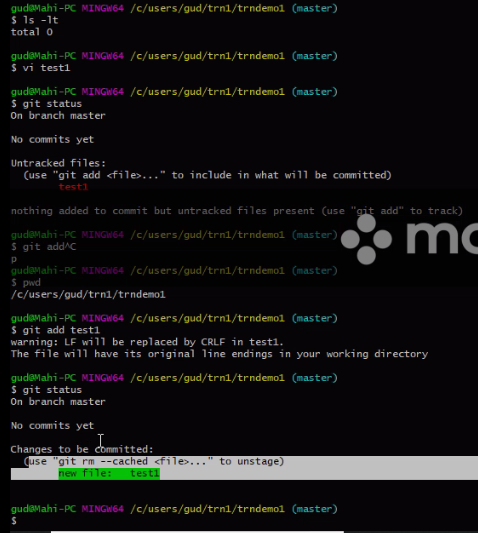 gud@Mahi-PC MINGW64 /c/users/gud/trn1/trndemo1 (master)
$ ls -lt
total 0
gud@Mahi-PC MINGW64 /c/users/gud/trn1/trndemo1 (master)
$ vi test1
gud@Mahi-PC MINGW64 /c/users/gud/trn1/trndemo1 (master)
$ git status
On branch master
No commits yet
Untracked files:
(use "git add <file>..." to include in what will be committed)
test1
nothing added to commit but untracked files present (use "git add" to track)
gud@Mahi-PC MINGW64 /c/users/gud/trn1/trndemo1 (master)
$ git add^C
p
gud@Mahi-PC MINGW64 /c/users/gud/trn1/trndemo1 (master)
$ pwd
/c/users/gud/trn1/trndemo1
gud@Mahi-PC MINGW64 /c/users/gud/trn1/trndemo1 (master)
$ git add test1
warning: LF will be replaced by CRLF in test1.
The file will have its original line endings in your working directory
gud@Mahi-PC MINGW64 /c/users/gud/trn1/trndemo1 (master)
$ git status
On branch master
No commits yet
Changes to be committed:
(use "git rm --cached <file>..." to unstage)
new file:   test1
gud@Mahi-PC MINGW64 /c/users/gud/trn1/trndemo1 (master)
$